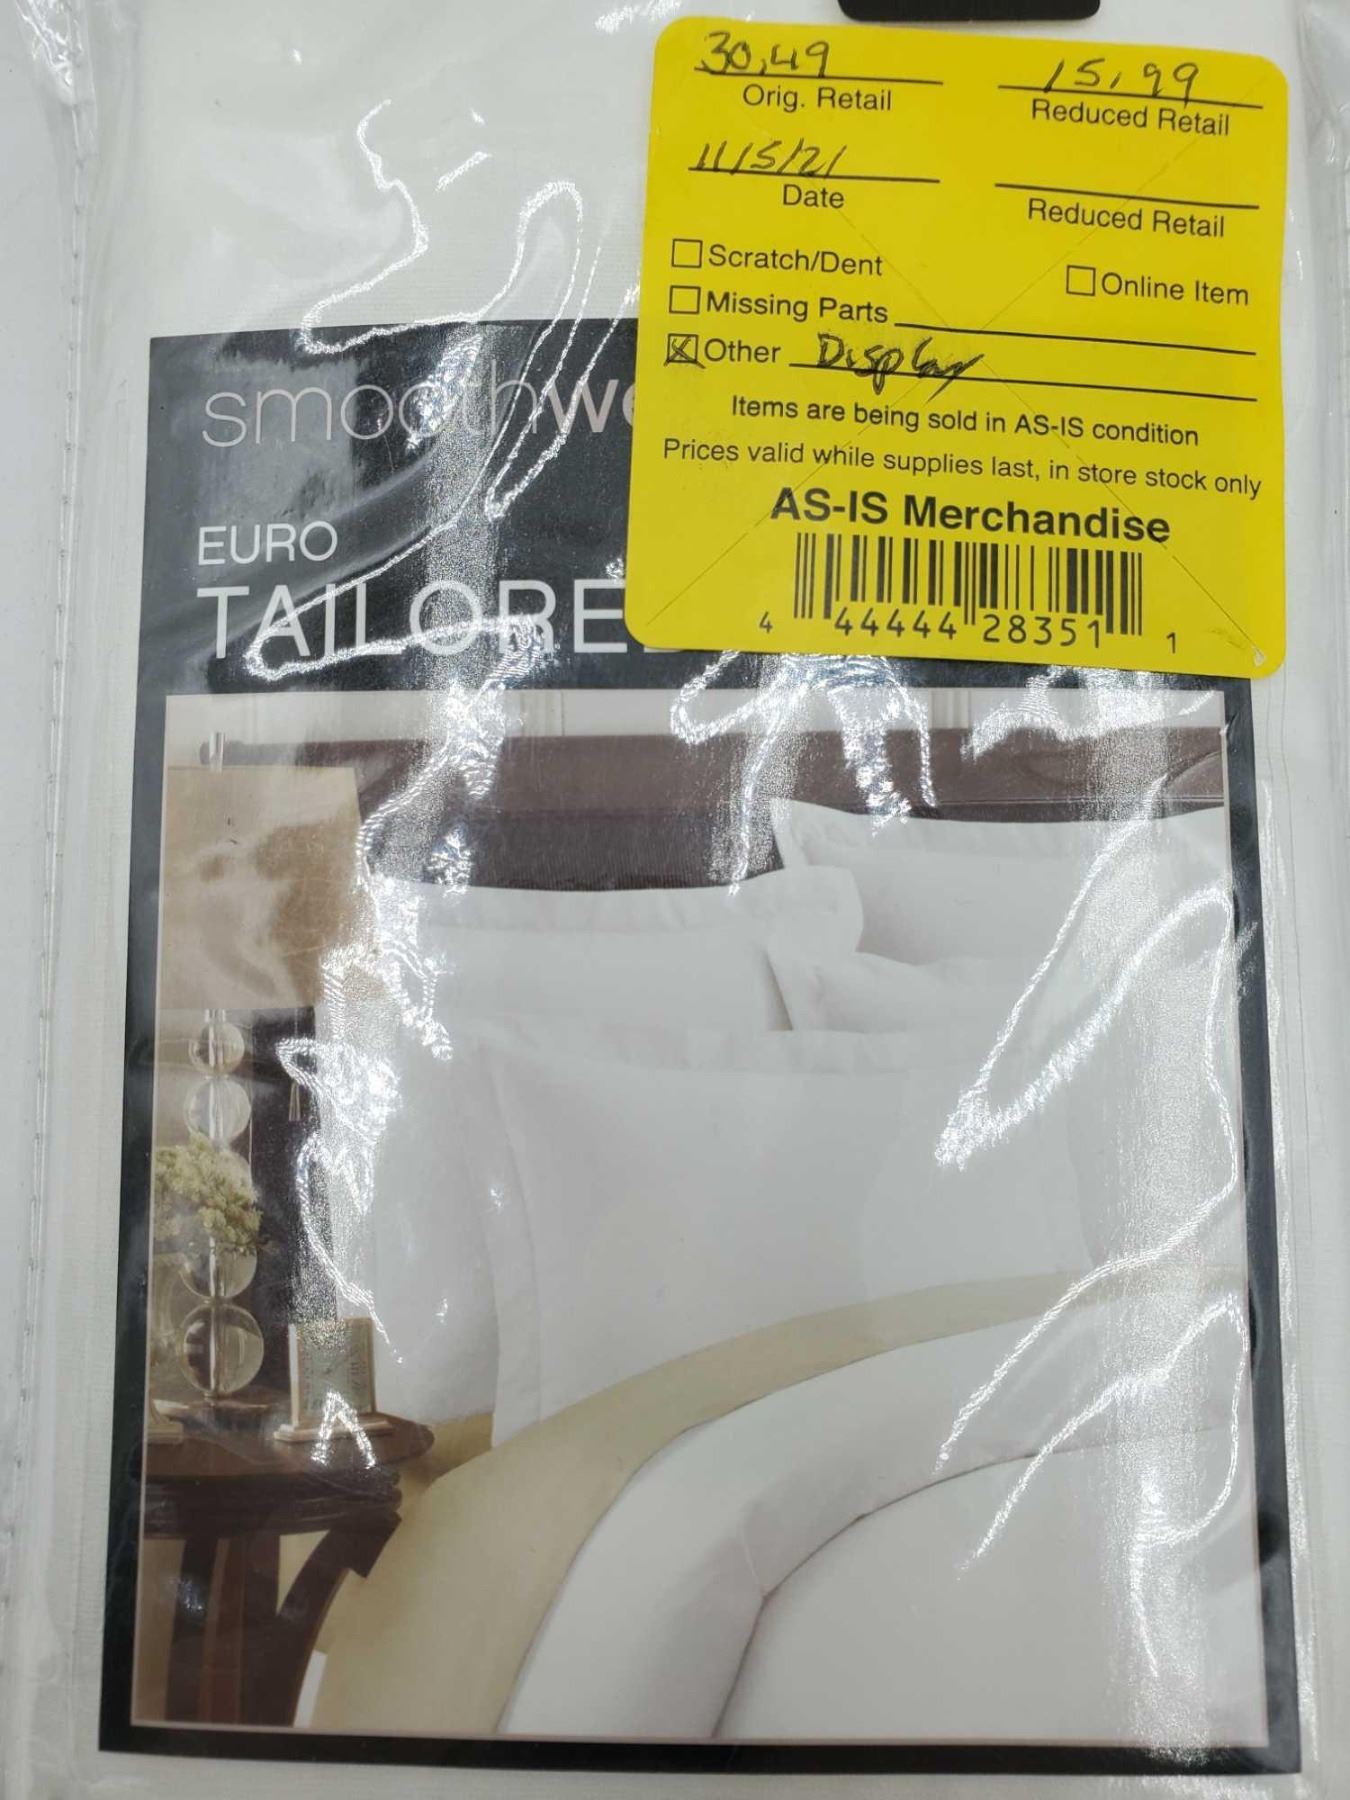 30.49
Orig. Retail
15.99
Reduced Retail
11/5/21
Date
Reduced Retail
Scratch/Dent
Online Item
Missing Parts
Other Display
Items are being sold in AS-IS condition
Prices valid while supplies last, in store stock only
AS-IS Merchandise
4 44444 28351 1
smoothwe
EURO
TAILORED